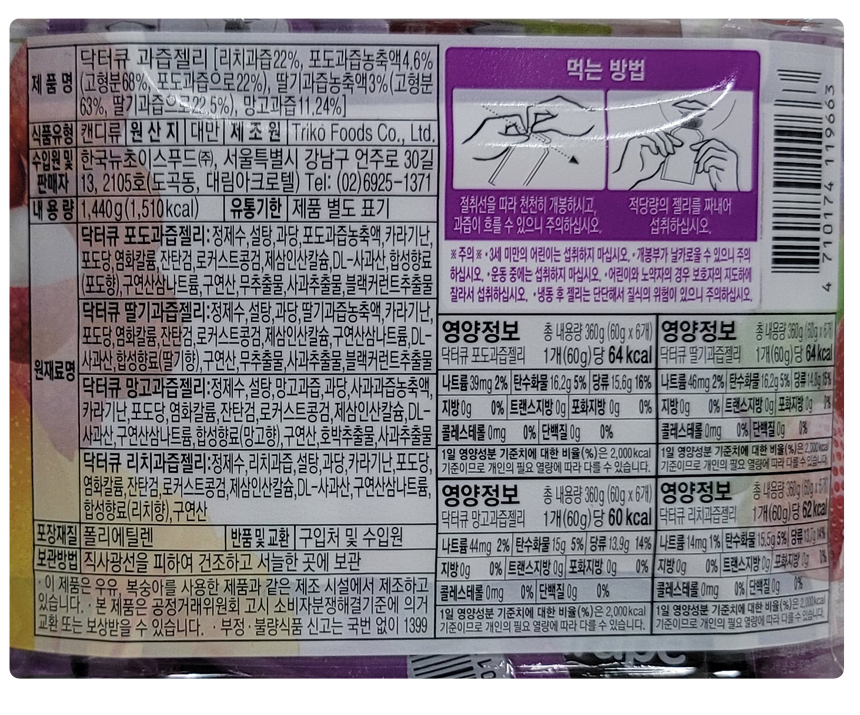 제 품 명
닥터큐 과즙젤리 [리치과즙22%, 포도과즙농축액4.6%
(고형분68%, 포도과즙으로22%), 딸기과즙농축액3%(고형분
63%, 딸기과즙으로22.5%), 망고과즙11.24%]
식품유형 캔디류 원 산 지 대만 제 조 원 Triko Foods Co., Ltd.
수입원 및
판매자
한국뉴초이스푸드㈜, 서울특별시 강남구 언주로 30길
13, 2105호(도곡동, 대림아크로텔) Tel: (02)6925-1371
내 용 량 1,440g(1,510kcal) 유통기한 제품 별도 표기
원재료명
닥터큐 포도과즙젤리:정제수,설탕,과당,포도과즙농축액,카라기난,
포도당,염화칼륨,잔탄검,로커스트콩검,제삼인산칼슘,DL-사과산,합성향료
(포도향),구연산삼나트륨,구연산,무추출물,사과추출물,블랙커런트추출물
닥터큐 딸기과즙젤리:정제수,설탕,과당,딸기과즙농축액,카라기난,
포도당,염화칼륨,잔탄검,로커스트콩검,제삼인산칼슘,구연산삼나트륨,DL-
사과산,합성향료(딸기향),구연산,무추출물,사과추출물,블랙커런트추출물
닥터큐 망고과즙젤리:정제수,설탕,망고과즙,과당,사과과즙농축액,
카라기난,포도당,염화칼륨,잔탄검,로커스트콩검,제삼인산칼슘,DL-
사과산,구연산삼나트륨,합성향료(망고향),구연산,호박추출물,사과추출물
닥터큐 리치과즙젤리:정제수,리치과즙,설탕,과당,카라기난,포도당,
염화칼륨,잔탄검,로커스트콩검,제삼인산칼슘,DL-사과산,구연산삼나트륨,
합성향료(리치향),구연산
포장재질 폴리에틸렌 반품 및 교환 구입처 및 수입원
보관방법 직사광선을 피하여 건조하고 서늘한 곳에 보관
· 이 제품은 우유, 복숭아를 사용한 제품과 같은 제조 시설에서 제조하고
있습니다. · 본 제품은 공정거래위원회 고시 소비자분쟁해결기준에 의거
교환 또는 보상받을 수 있습니다. · 부정·불량식품 신고는 국번 없이 1399
먹는 방법
절취선을 따라 천천히 개봉하시고,
과즙이 흐를 수 있으니 주의하십시오.
적당량의 젤리를 짜내어
섭취하십시오.
※주의※ •3세 미만의 어린이는 섭취하지 마십시오. •개봉부가 날카로울 수 있으니 주의
하십시오. •운동 중에는 섭취하지 마십시오. •어린이와 노약자의 경우 보호자의 지도하에
잘라서 섭취하십시오. •냉동 후 젤리는 단단해서 질식의 위험이 있으니 주의하십시오.
4 710174 119663
영양정보 총 내용량 360g (60g x 6개)
닥터큐 포도과즙젤리 1개(60g)당 64 kcal
나트륨 39mg 2% 탄수화물 16.2g 5% 당류 15.6g 16%
지방 0g 0% 트랜스지방 0g 포화지방 0g 0%
콜레스테롤 0mg 0% 단백질 0g 0%
1일 영양성분 기준치에 대한 비율(%)은 2,000kcal
기준이므로 개인의 필요 열량에 따라 다를 수 있습니다.
영양정보 총 내용량 360g (60g x 6개)
닥터큐 딸기과즙젤리 1개(60g)당 64 kcal
나트륨 46mg 2% 탄수화물 16.2g 5% 당류 14.8g 15%
지방 0g 0% 트랜스지방 0g 포화지방 0g 0%
콜레스테롤 0mg 0% 단백질 0g 0%
1일 영양성분 기준치에 대한 비율(%)은 2,000kcal
기준이므로 개인의 필요 열량에 따라 다를 수 있습니다.
영양정보 총 내용량 360g (60g x 6개)
닥터큐 망고과즙젤리 1개(60g)당 60 kcal
나트륨 44mg 2% 탄수화물 15g 5% 당류 13.9g 14%
지방 0g 0% 트랜스지방 0g 포화지방 0g 0%
콜레스테롤 0mg 0% 단백질 0g 0%
1일 영양성분 기준치에 대한 비율(%)은 2,000kcal
기준이므로 개인의 필요 열량에 따라 다를 수 있습니다.
영양정보 총 내용량 360g (60g x 6개)
닥터큐 리치과즙젤리 1개(60g)당 62 kcal
나트륨 14mg 1% 탄수화물 15.5g 5% 당류 14%
지방 0g 0% 트랜스지방 0g 포화지방 0g 0%
콜레스테롤 0mg 0% 단백질 0g 0%
1일 영양성분 기준치에 대한 비율(%)은 2,000kcal
기준이므로 개인의 필요 열량에 따라 다를 수 있습니다.